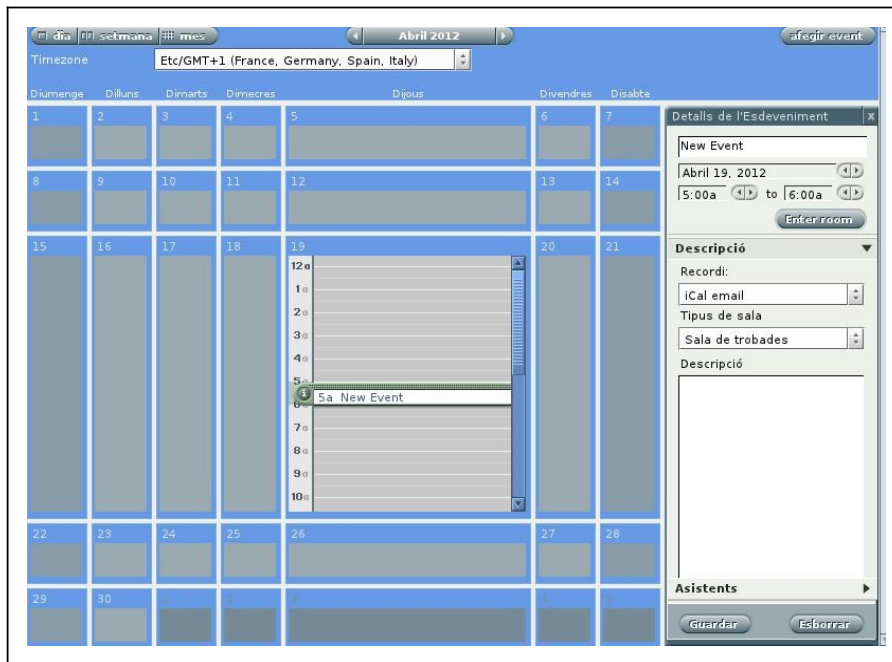 dia setmana mes Abril 2012 afegir event
Timezone Etc/GMT+1 (France, Germany, Spain, Italy)
Diumenge Dilluns Dimarts Dimecres Dijous Divendres Disabte
1 2 3 4 5 6 7
8 9 10 11 12 13 14
15 16 17 18 19 20 21
12a
1a
2a
3a
4a
5a
5a New Event
7a
8a
9a
10a
22 23 24 25 26 27 28
29 30
Detalls de l'Esdeveniment x
New Event
Abril 19, 2012
5:00a to 6:00a
Enter room
Descripció
Recordi:
iCal email
Tipus de sala
Sala de trobades
Descripció
Asistents
Guardar Esborrar